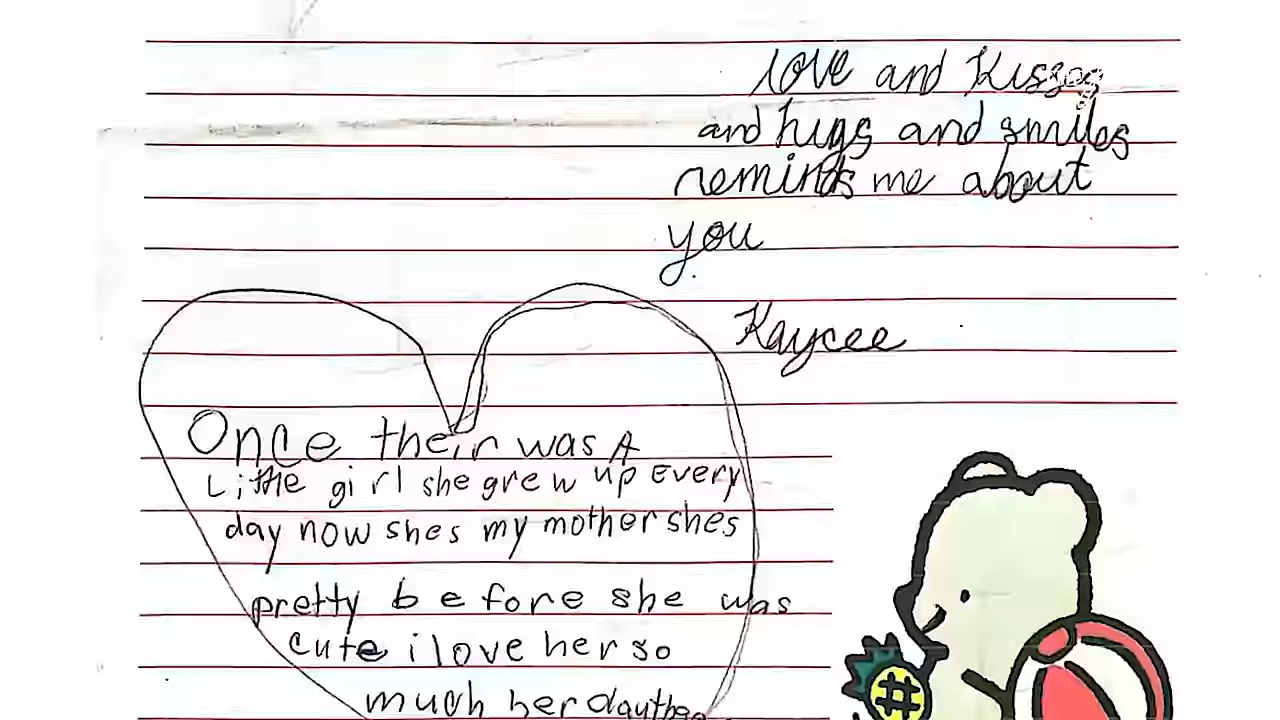 love and Kisses
and hugs and smiles
reminds me about
you
Kaycee
Once their was A
Little girl she grew up Every
day now shes my mother shes
pretty before she was
cute i love her so
much her